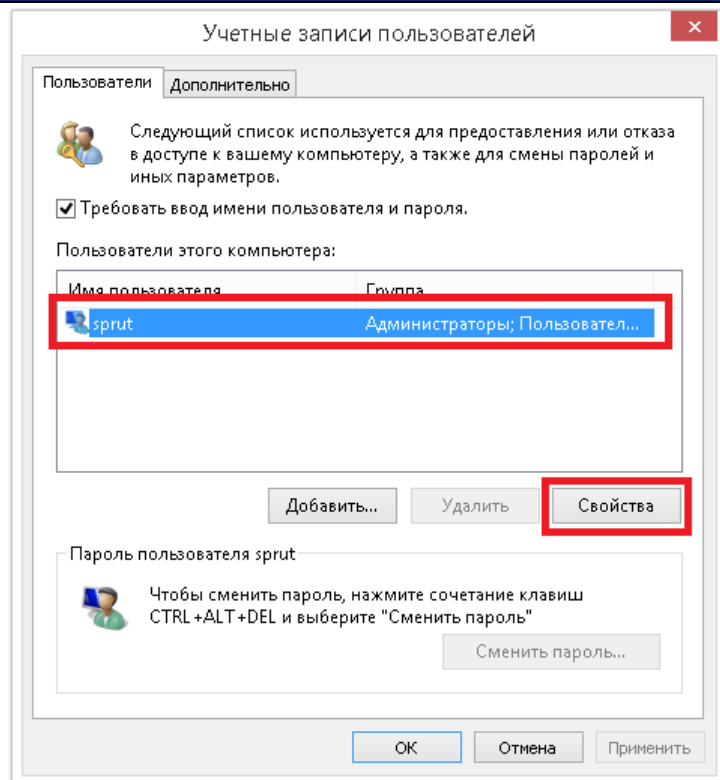 Учетные записи пользователей
Пользователи Дополнительно
Следующий список используется для предоставления или отказа
в доступе к вашему компьютеру, а также для смены паролей и
иных параметров.
Требовать ввод имени пользователя и пароля.
Пользователи этого компьютера:
Имя пользователя Группа
sprut Администраторы; Пользовател...
Добавить... Удалить Свойства
Пароль пользователя sprut
Чтобы сменить пароль, нажмите сочетание клавиш
CTRL+ALT+DEL и выберите "Сменить пароль"
Сменить пароль...
ОК Отмена Применить